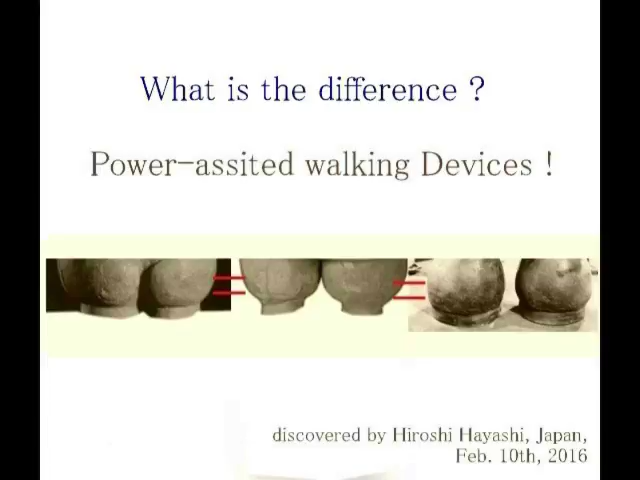 What is the difference ?
Power-assited walking Devices !
discovered by Hiroshi Hayashi, Japan,
Feb. 10th, 2016